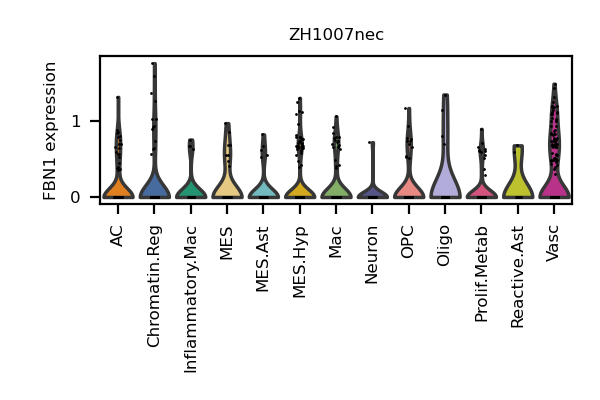 ZH1007nec
FBN1 expression
1
0
AC
Chromatin.Reg
Inflammatory.Mac
MES
MES.Ast
MES.Hyp
Mac
Neuron
OPC
Oligo
Prolif.Metab
Reactive.Ast
Vasc